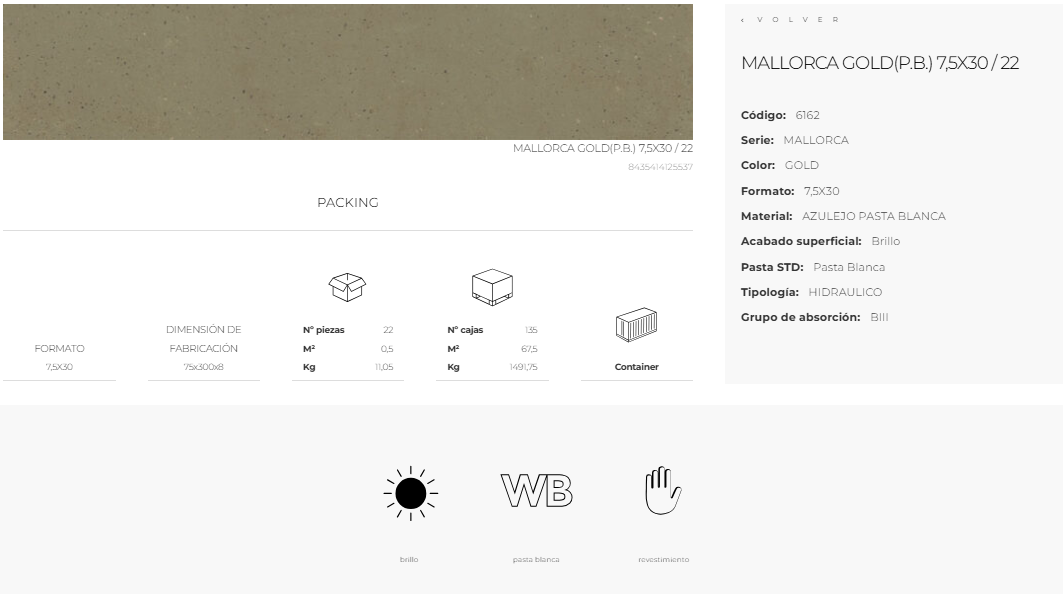 MALLORCA GOLD(P.B.) 7,5X30 / 22
8435414125537
PACKING
FORMATO
7,5X30
DIMENSIÓN DE
FABRICACIÓN
75x300x8
Nº piezas 22
M² 0,5
Kg 11,05
Nº cajas 135
M² 67,5
Kg 1491,75
Container
‹ VOLVER
MALLORCA GOLD(P.B.) 7,5X30 / 22
Código: 6162
Serie: MALLORCA
Color: GOLD
Formato: 7,5X30
Material: AZULEJO PASTA BLANCA
Acabado superficial: Brillo
Pasta STD: Pasta Blanca
Tipología: HIDRAULICO
Grupo de absorción: BIII
WB
brillo
pasta blanca
revestimiento